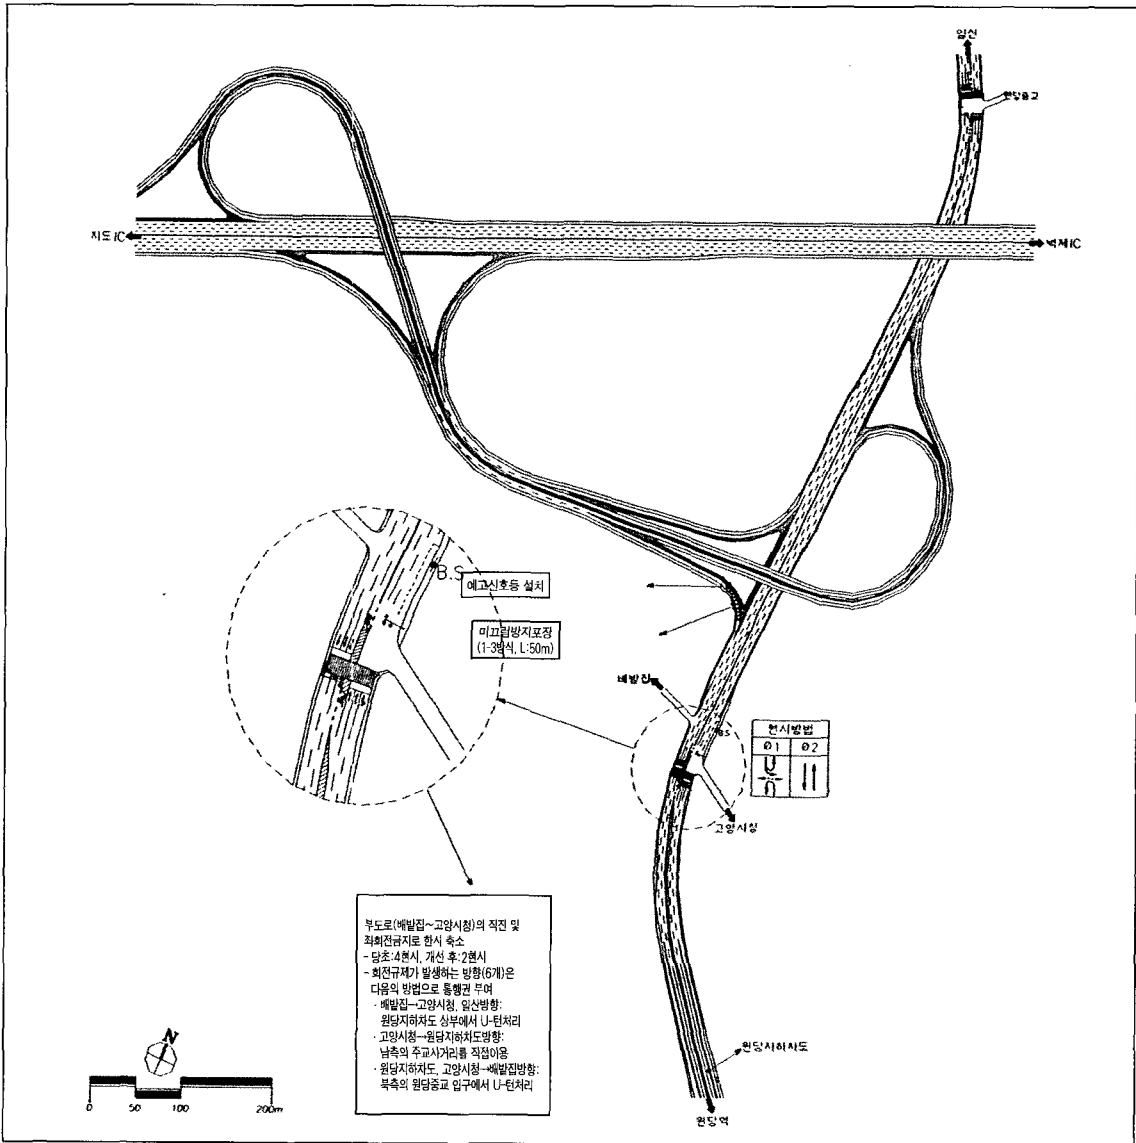 일산
원당중교
지도IC
벽제IC
B.S
예고신호등 설치
미끄럼방지포장
(1-3방식, L:50m)
배밭집
BS
현시방법
Ø1 Ø2
고양시청
부도로(배밭집~고양시청)의 직진 및
좌회전금지로 현시 축소
- 당초:4현시, 개선 후:2현시
- 회전규제가 발생하는 방향(6개)은
다음의 방법으로 통행권 부여
· 배밭집→고양시청, 일산방향:
원당지하차도 상부에서 U-턴처리
· 고양시청→원당지하차도방향:
남측의 주교사거리를 직접이용
· 원당지하차도, 고양시청→배밭집방향:
북측의 원당중교 입구에서 U-턴처리
N
0 50 100 200m
원당지하차도
원당역